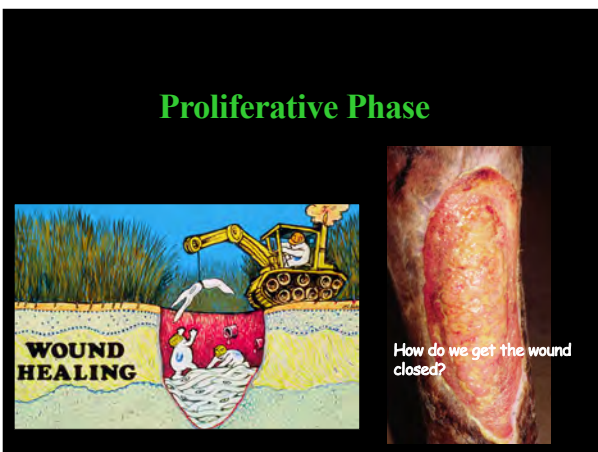 Proliferative Phase
WOUND
HEALING
How do we get the wound
closed?